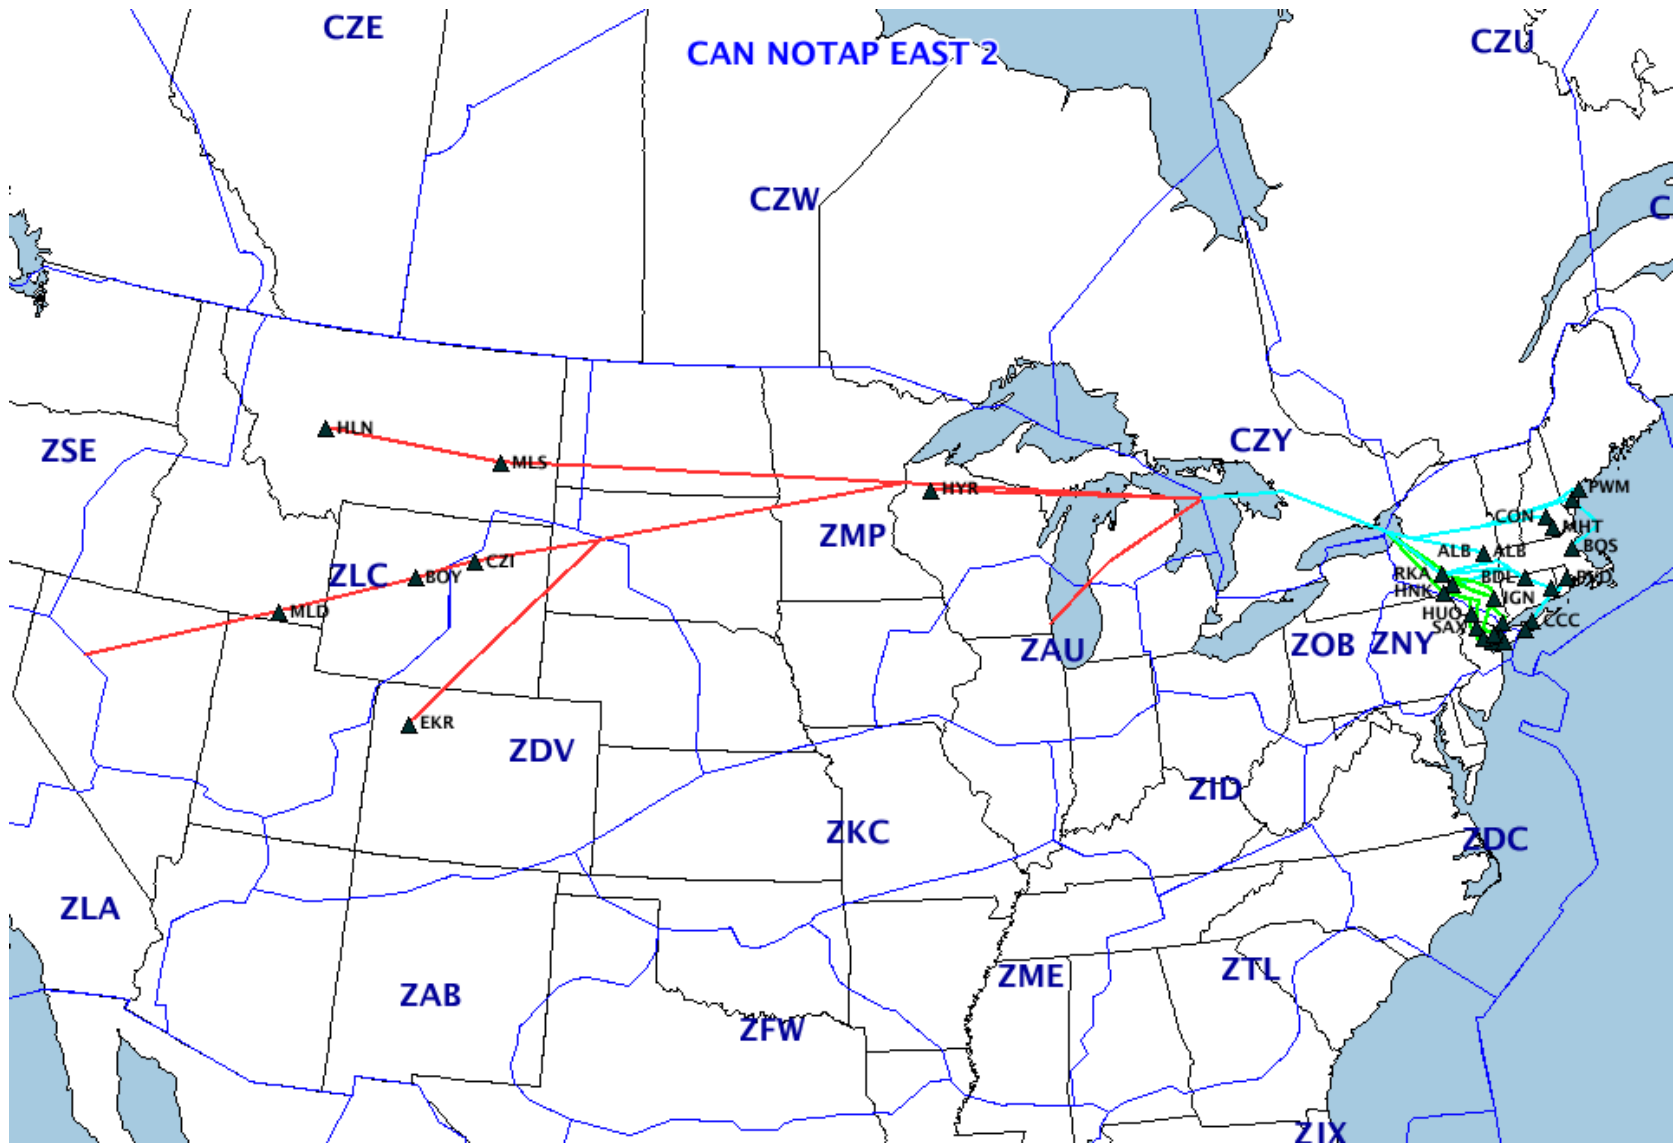 CZE
CAN NOTAP EAST 2
CZU
CZW
C
HLN
ZSE
MLS
CZY
HYR
PWM
CON
MHT
ZMP
BOS
ALB
ALB
CZI
ZLC
BOY
RKA
BDL
PVD
HNK
IGN
MLD
HUO
CCC
SAX
ZAU
ZOB
ZNY
EKR
ZDV
ZID
ZKC
ZDC
ZLA
ZTL
ZME
ZAB
ZFW
ZJX